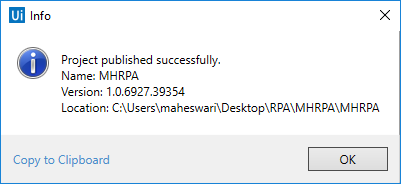 Ui Info
Project published successfully.
Name: MHRPA
Version: 1.0.6927.39354
Location: C:\Users\maheswari\Desktop\RPA\MHRPA\MHRPA
Copy to Clipboard
OK